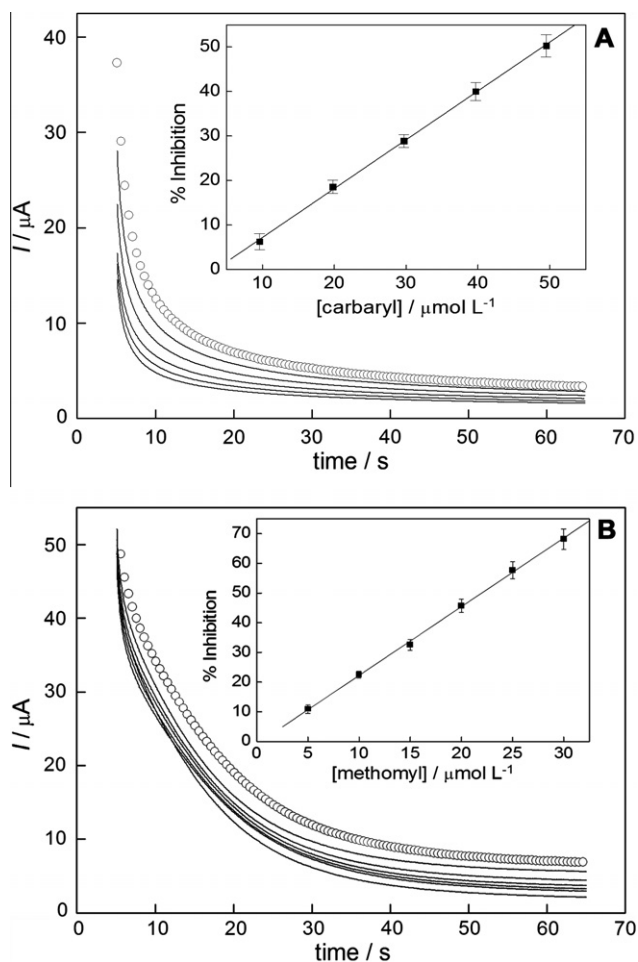 A
I / μA
40
30
20
10
0
0 10 20 30 40 50 60 70
time / s
% Inhibition
50
40
30
20
10
0
10 20 30 40 50
[carbaryl] / μmol L-1
B
I / μA
50
40
30
20
10
0
0 10 20 30 40 50 60 70
time / s
% Inhibition
70
60
50
40
30
20
10
0
0 5 10 15 20 25 30
[methomyl] / μmol L-1